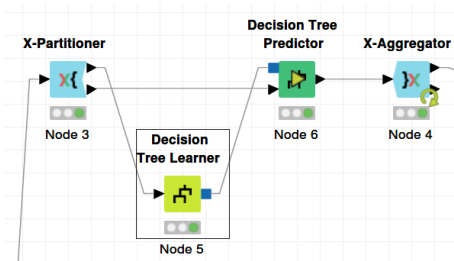 Decision Tree
X-Partitioner Predictor X-Aggregator
Node 3 Node 6 Node 4
Decision
Tree Learner
Node 5